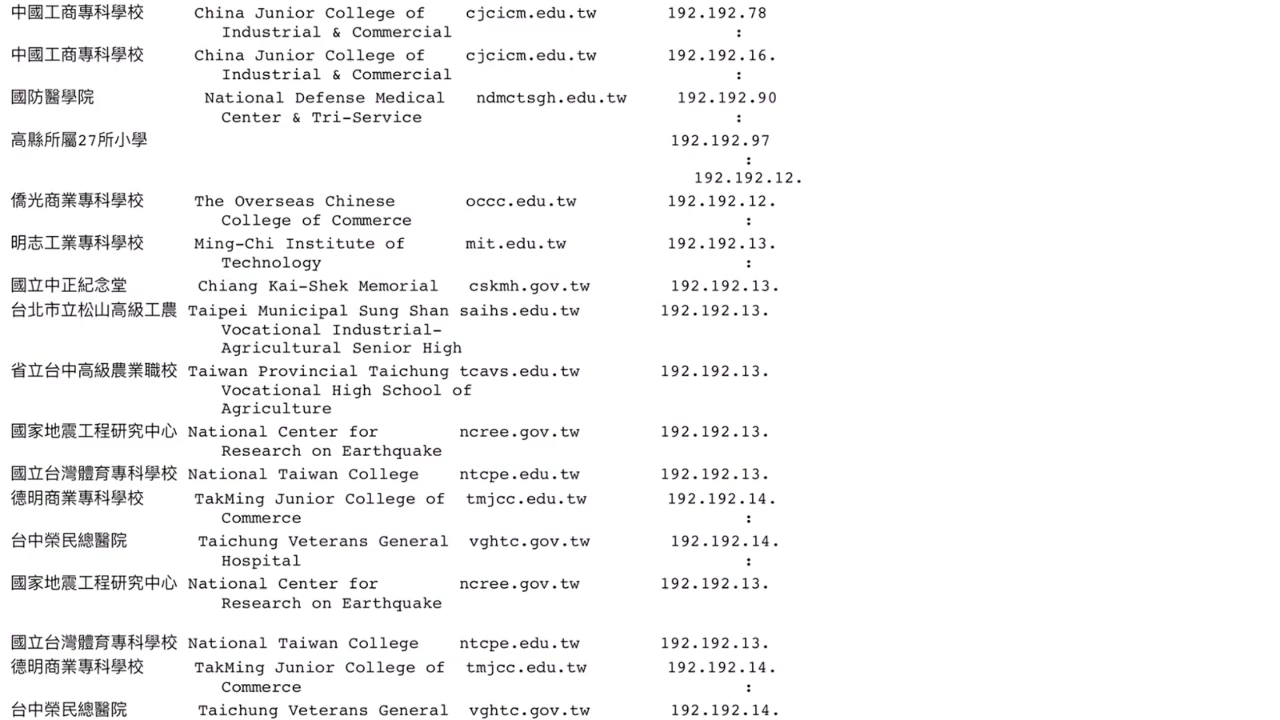 中國工商專科學校 China Junior College of cjcicm.edu.tw 192.192.78
Industrial & Commercial :
中國工商專科學校 China Junior College of cjcicm.edu.tw 192.192.16.
Industrial & Commercial :
國防醫學院 National Defense Medical ndmctsgh.edu.tw 192.192.90
Center & Tri-Service :
高縣所屬27所小學 192.192.97
:
192.192.12.
僑光商業專科學校 The Overseas Chinese occc.edu.tw 192.192.12.
College of Commerce :
明志工業專科學校 Ming-Chi Institute of mit.edu.tw 192.192.13.
Technology :
國立中正紀念堂 Chiang Kai-Shek Memorial cskmh.gov.tw 192.192.13.
台北市立松山高級工農 Taipei Municipal Sung Shan saihs.edu.tw 192.192.13.
Vocational Industrial-
Agricultural Senior High
省立台中高級農業職校 Taiwan Provincial Taichung tcavs.edu.tw 192.192.13.
Vocational High School of
Agriculture
國家地震工程研究中心 National Center for ncree.gov.tw 192.192.13.
Research on Earthquake
國立台灣體育專科學校 National Taiwan College ntcpe.edu.tw 192.192.13.
德明商業專科學校 TakMing Junior College of tmjcc.edu.tw 192.192.14.
Commerce :
台中榮民總醫院 Taichung Veterans General vghtc.gov.tw 192.192.14.
Hospital :
國家地震工程研究中心 National Center for ncree.gov.tw 192.192.13.
Research on Earthquake
國立台灣體育專科學校 National Taiwan College ntcpe.edu.tw 192.192.13.
德明商業專科學校 TakMing Junior College of tmjcc.edu.tw 192.192.14.
Commerce :
台中榮民總醫院 Taichung Veterans General vghtc.gov.tw 192.192.14.